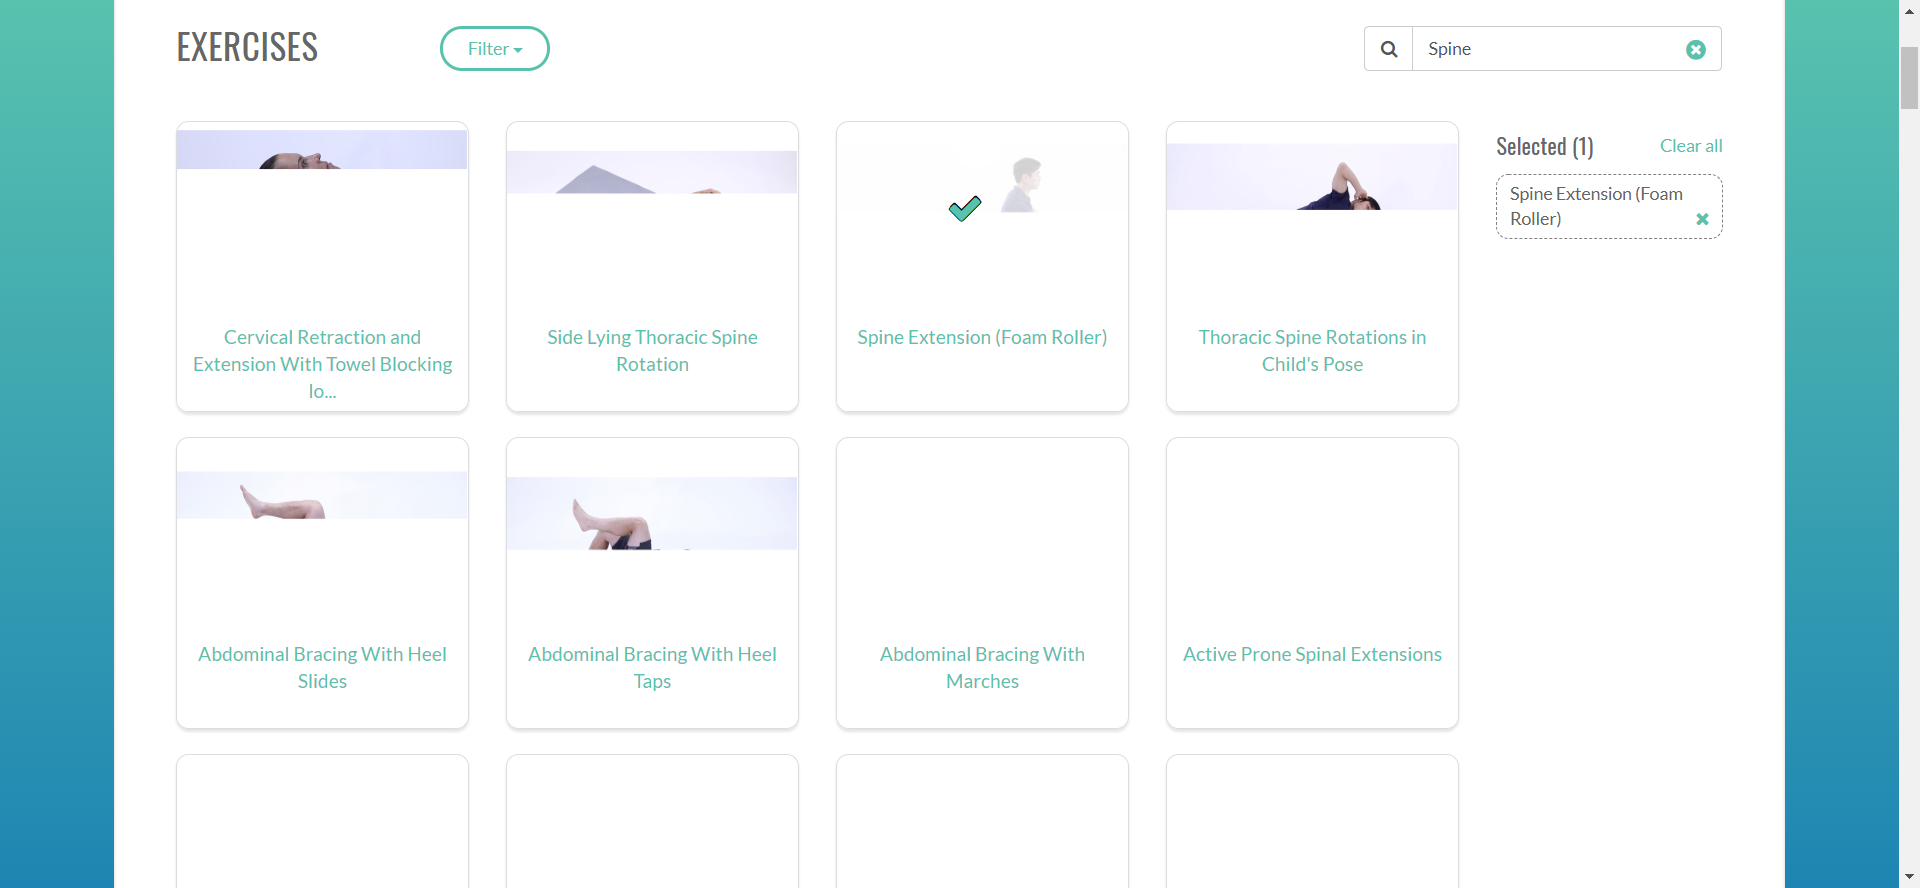 EXERCISES
Filter
Spine
Selected (1)
Clear all
Spine Extension (Foam
Roller)
Cervical Retraction and
Extension With Towel Blocking
lo...
Side Lying Thoracic Spine
Rotation
Spine Extension (Foam Roller)
Thoracic Spine Rotations in
Child's Pose
Abdominal Bracing With Heel
Slides
Abdominal Bracing With Heel
Taps
Abdominal Bracing With
Marches
Active Prone Spinal Extensions